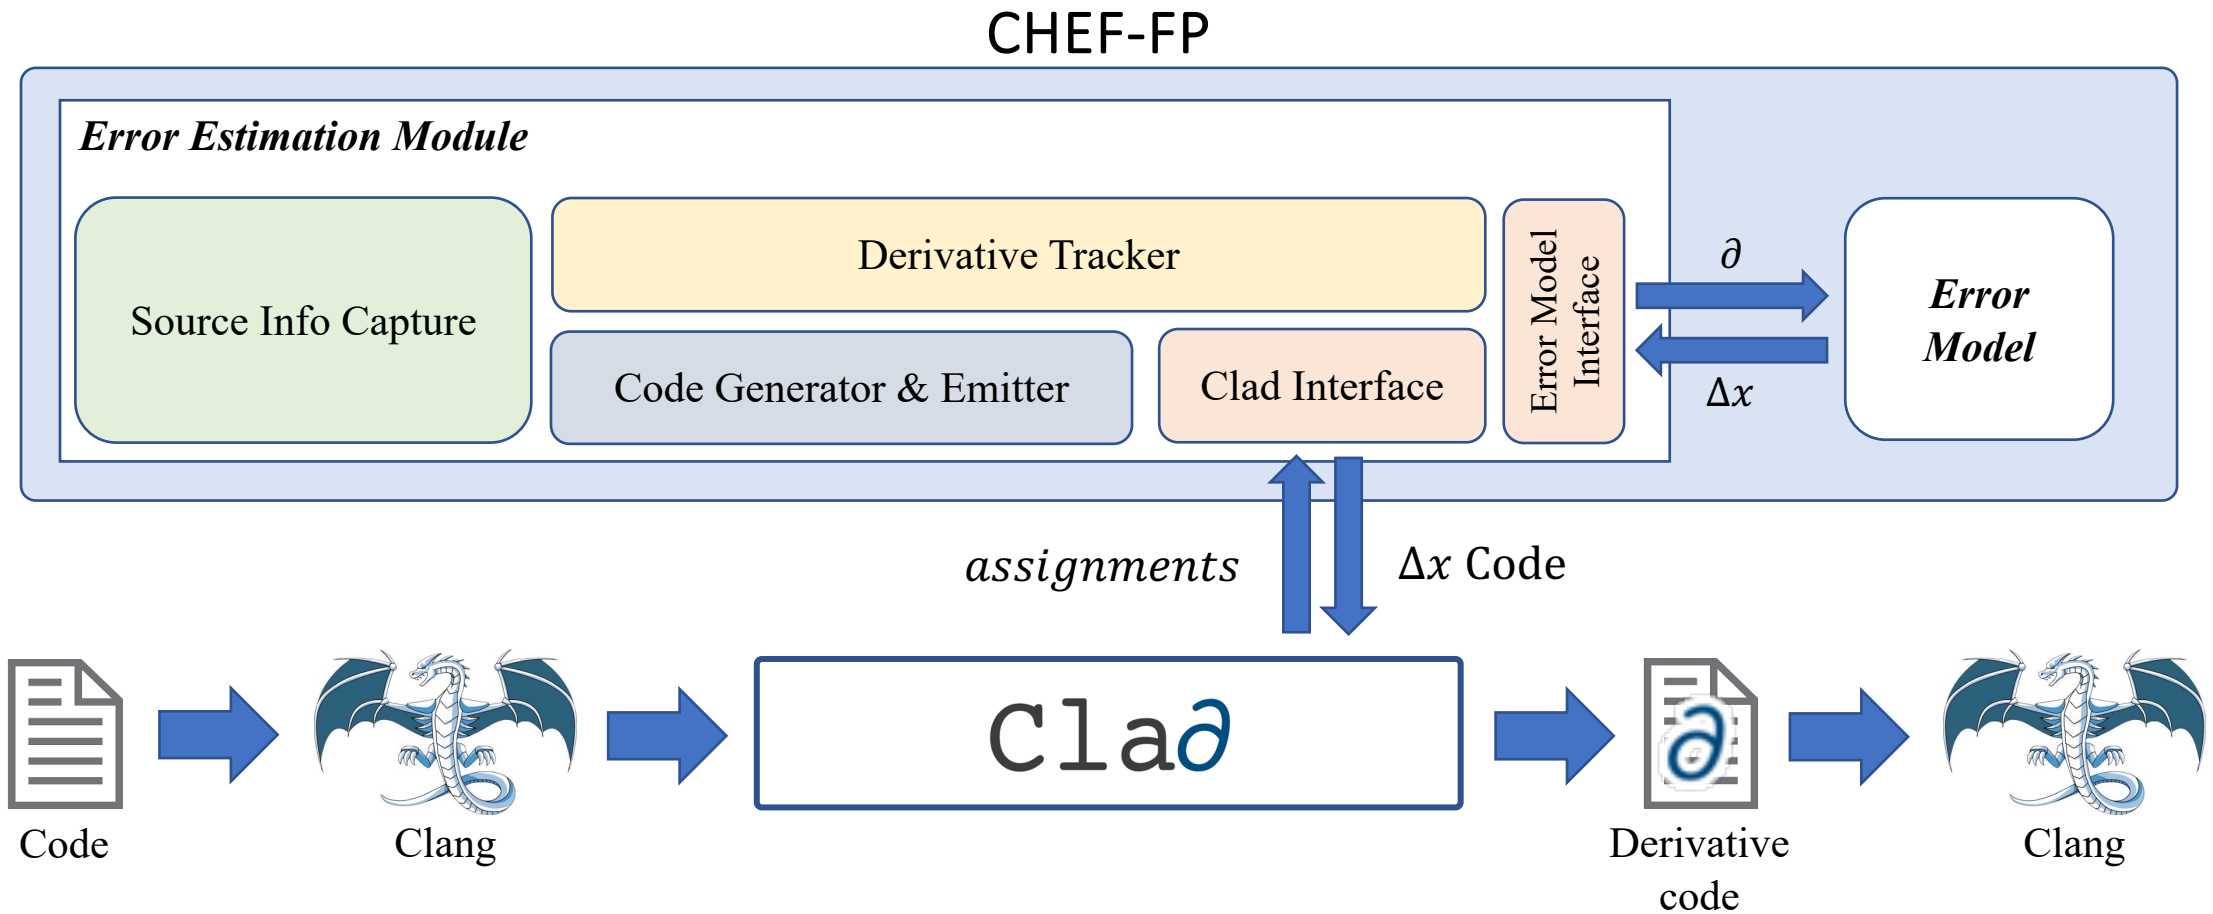 CHEF-FP
Error Estimation Module
Source Info Capture
Derivative Tracker
Code Generator & Emitter
Clad Interface
Error Model
Interface
∂
Δx
Error
Model
assignments
Δx Code
Cla∂
∂
Code
Clang
Derivative
code
Clang